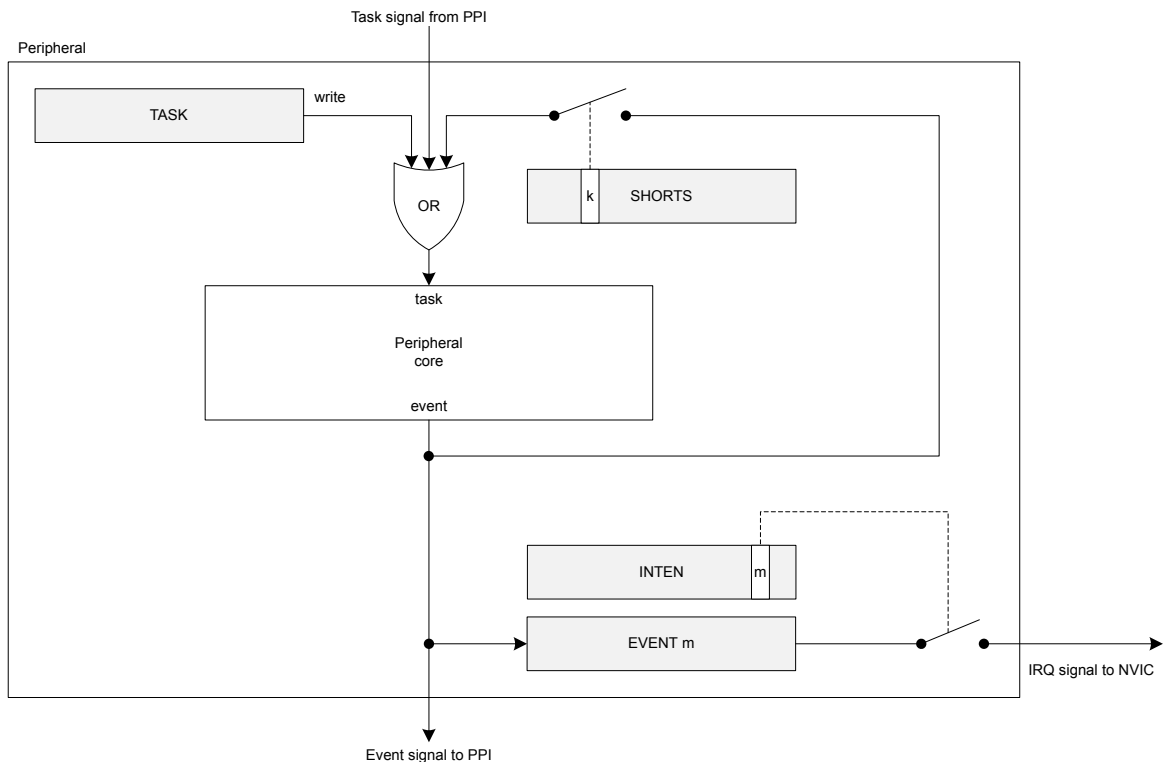 Task signal from PPI
Peripheral
write
TASK
OR
k
SHORTS
task
Peripheral
core
event
INTEN
m
EVENT m
IRQ signal to NVIC
Event signal to PPI